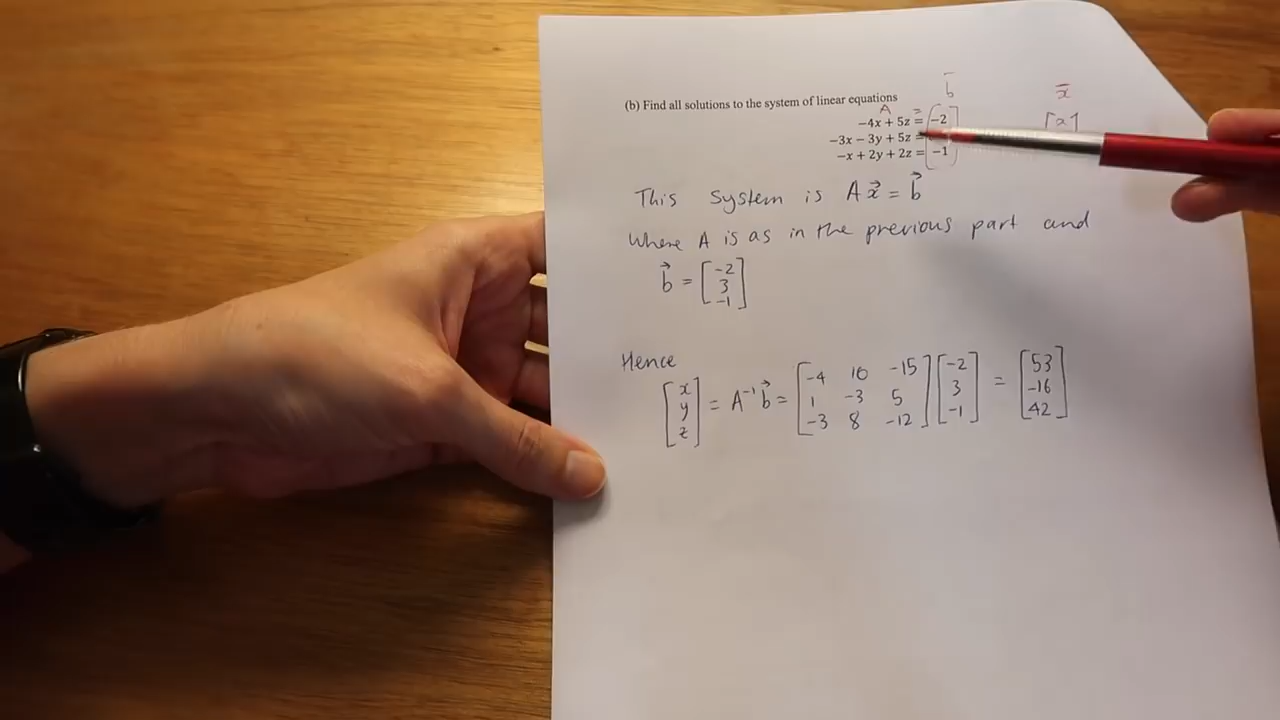 b
(b) Find all solutions to the system of linear equations
A = x
-4x + 5z = [-2] [x]
-3x - 3y + 5z =
-x + 2y + 2z = -1
This system is Ax⃗ = b⃗
Where A is as in the previous part and
b⃗ = [-2 3 -1]
Hence
[x y z] = A⁻¹b⃗ = [-4 10 -15 1 -3 5 -3 8 -12] [-2 3 -1] = [53 -16 42]